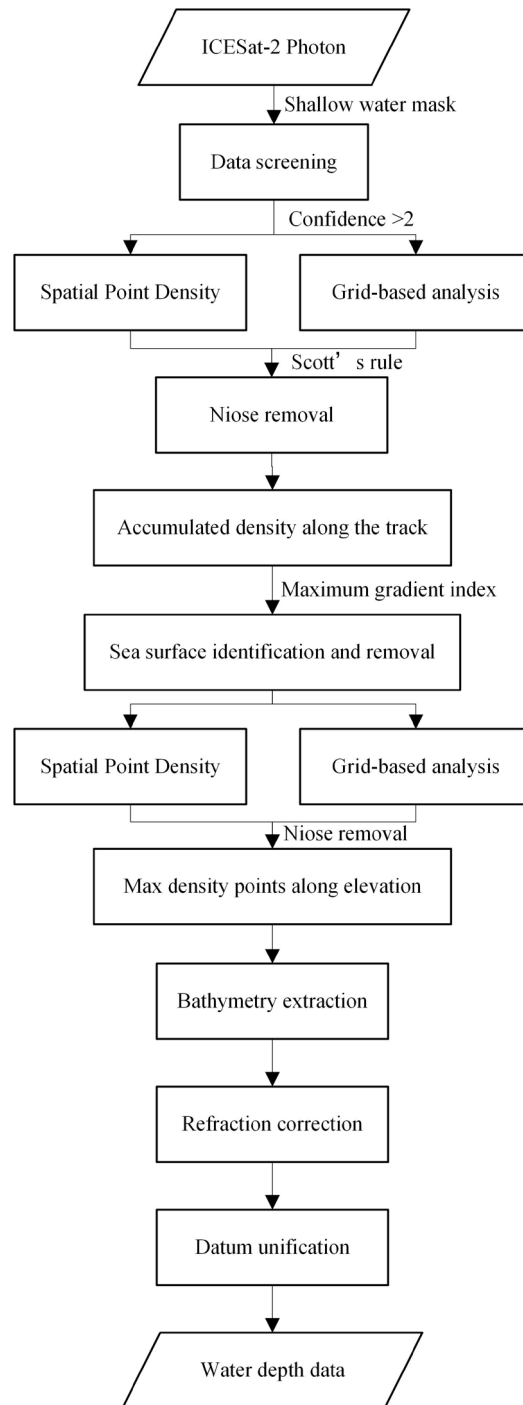 ICESat-2 Photon
Shallow water mask
Data screening
Confidence >2
Spatial Point Density
Grid-based analysis
Scott’s rule
Niose removal
Accumulated density along the track
Maximum gradient index
Sea surface identification and removal
Spatial Point Density
Grid-based analysis
Niose removal
Max density points along elevation
Bathymetry extraction
Refraction correction
Datum unification
Water depth data